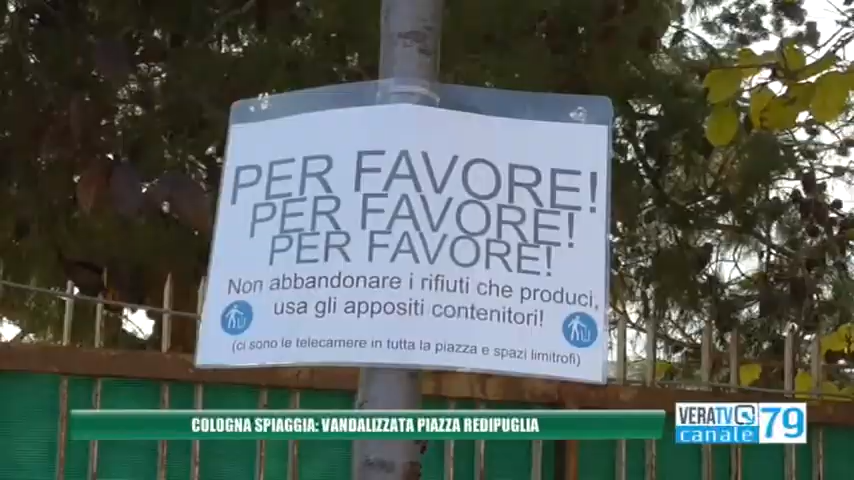 PER FAVORE!
PER FAVORE!
PER FAVORE!
Non abbandonare i rifiuti che produci,
usa gli appositi contenitori!
(ci sono le telecamere in tutta la piazza e spazi limitrofi)
COLOGNA SPIAGGIA: VANDALIZZATA PIAZZA REDIPUGLIA
VERATV
canale 79